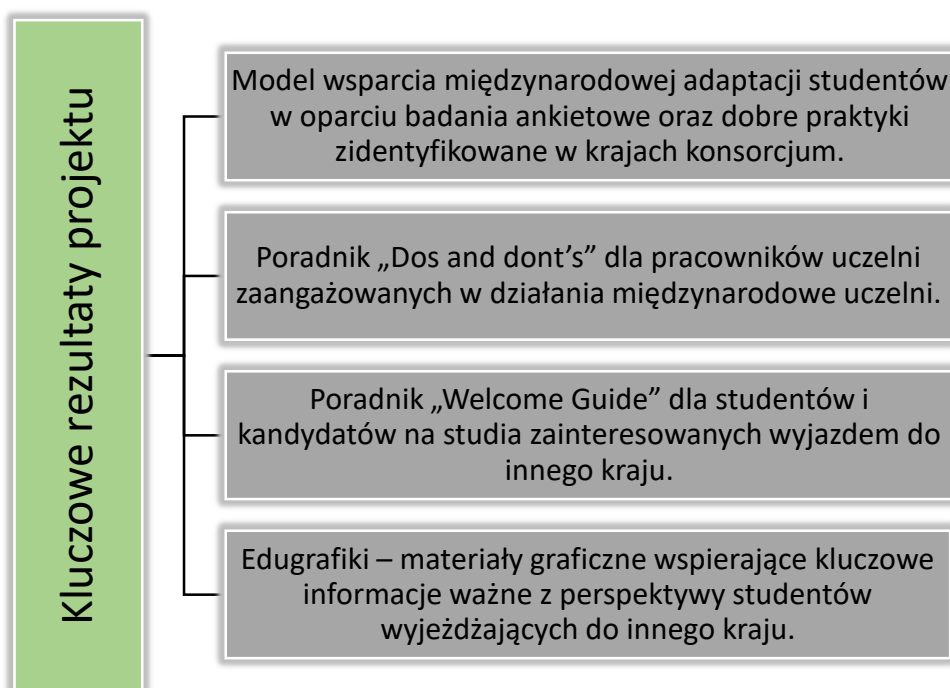 Kluczowe rezultaty projektu
Model wsparcia międzynarodowej adaptacji studentów
w oparciu badania ankietowe oraz dobre praktyki
zidentyfikowane w krajach konsorcjum.
Poradnik „Dos and dont’s” dla pracowników uczelni
zaangażowanych w działania międzynarodowe uczelni.
Poradnik „Welcome Guide” dla studentów i
kandydatów na studia zainteresowanych wyjazdem do
innego kraju.
Edugrafiki – materiały graficzne wspierające kluczowe
informacje ważne z perspektywy studentów
wyjeżdżających do innego kraju.